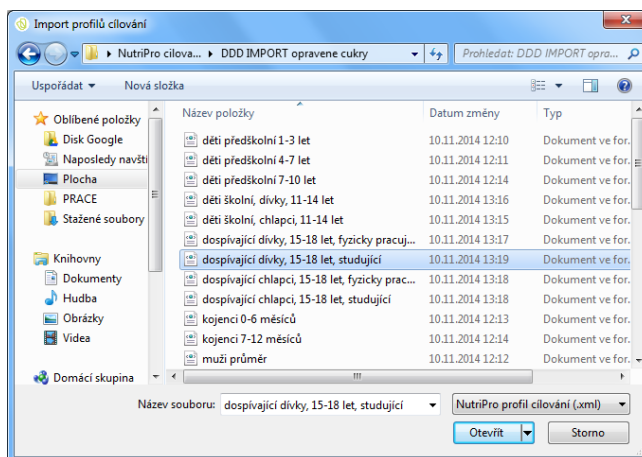 Import profilů cílování
NutriPro cilova... DDD IMPORT opravene cukry
Prohledat: DDD IMPORT opra...
Uspořádat
Nová složka
Název položky Datum změny Typ
Oblíbené položky
Disk Google
Naposledy navšti
Plocha
PRACE
Stažené soubory
Knihovny
Dokumenty
Hudba
Obrázky
Videa
Domácí skupina
děti předškolní 1-3 let 10.11.2014 12:10 Dokument ve for.
děti předškolní 4-7 let 10.11.2014 12:11 Dokument ve for.
děti předškolní 7-10 let 10.11.2014 12:14 Dokument ve for.
děti školní, dívky, 11-14 let 10.11.2014 13:16 Dokument ve for.
děti školní, chlapci, 11-14 let 10.11.2014 13:15 Dokument ve for.
dospívající dívky, 15-18 let, fyzicky pracuj... 10.11.2014 13:17 Dokument ve for.
dospívající dívky, 15-18 let, studující 10.11.2014 13:19 Dokument ve for.
dospívající chlapci, 15-18 let, fyzicky prac... 10.11.2014 13:18 Dokument ve for.
dospívající chlapci, 15-18 let, studující 10.11.2014 13:18 Dokument ve for.
kojenci 0-6 měsíců 10.11.2014 12:13 Dokument ve for.
kojenci 7-12 měsíců 10.11.2014 12:14 Dokument ve for.
muži průměr 10.11.2014 12:12 Dokument ve for.
Název souboru: dospívající dívky, 15-18 let, studující NutriPro profil cílování (.xml)
Otevřít Storno